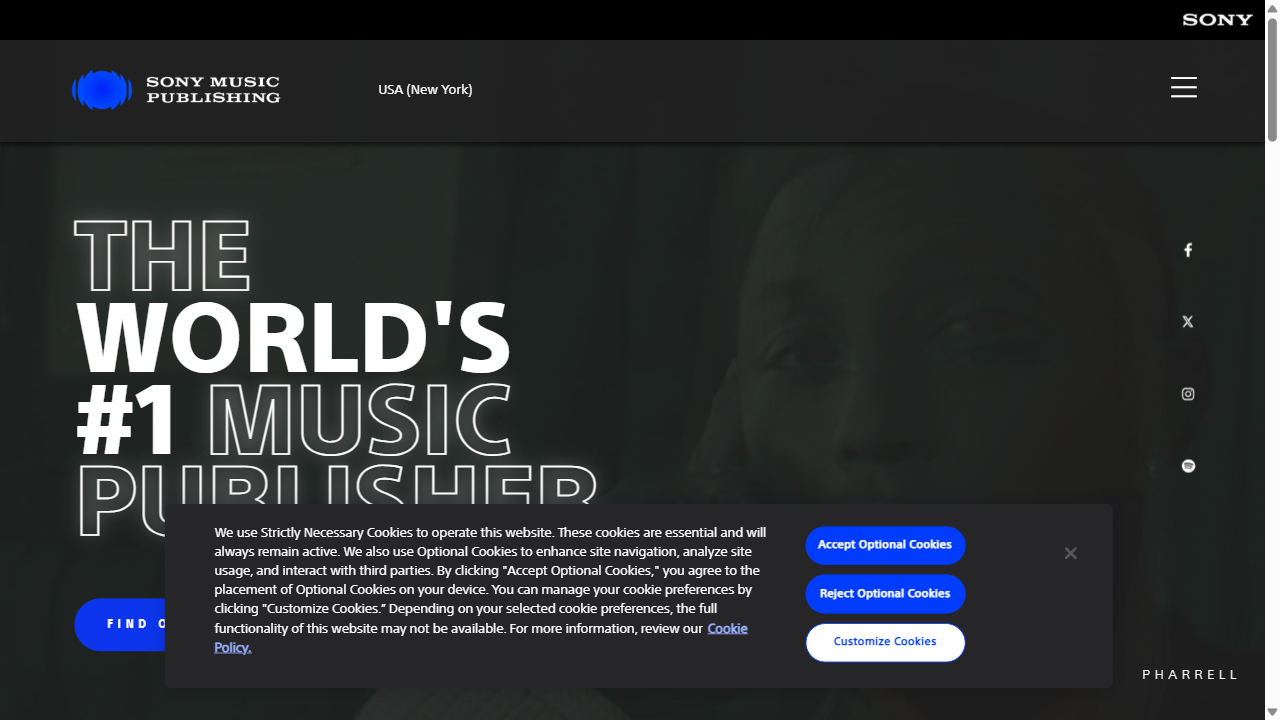 SONY
SONY MUSIC
PUBLISHING
USA (New York)
THE
WORLD'S
#1 MUSIC
PUBLISHER
We use Strictly Necessary Cookies to operate this website. These cookies are essential and will
always remain active. We also use Optional Cookies to enhance site navigation, analyze site
usage, and interact with third parties. By clicking "Accept Optional Cookies," you agree to the
placement of Optional Cookies on your device. You can manage your cookie preferences by
clicking "Customize Cookies.” Depending on your selected cookie preferences, the full
functionality of this website may not be available. For more information, review our Cookie
Policy.
Accept Optional Cookies
Reject Optional Cookies
Customize Cookies
FIND
PHARRELL